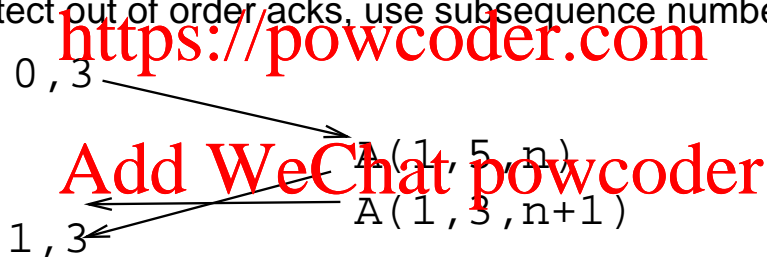 tect out of order acks, use subsequence numbe
https://powcoder.com
0,3
A(1,5,n)
Add WeChat powcoder
A(1,3,n+1)
1,3